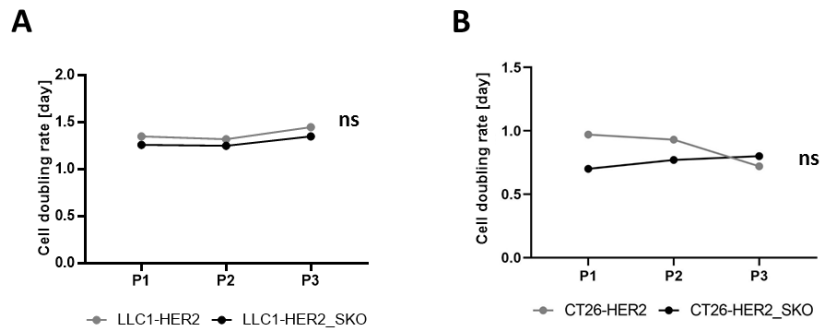 A
Cell doubling rate [day]
2.0
1.5
1.0
0.5
0.0
P1 P2 P3
ns
LLC1-HER2 LLC1-HER2_SKO
B
Cell doubling rate [day]
1.5
1.0
0.5
0.0
P1 P2 P3
ns
CT26-HER2 CT26-HER2_SKO